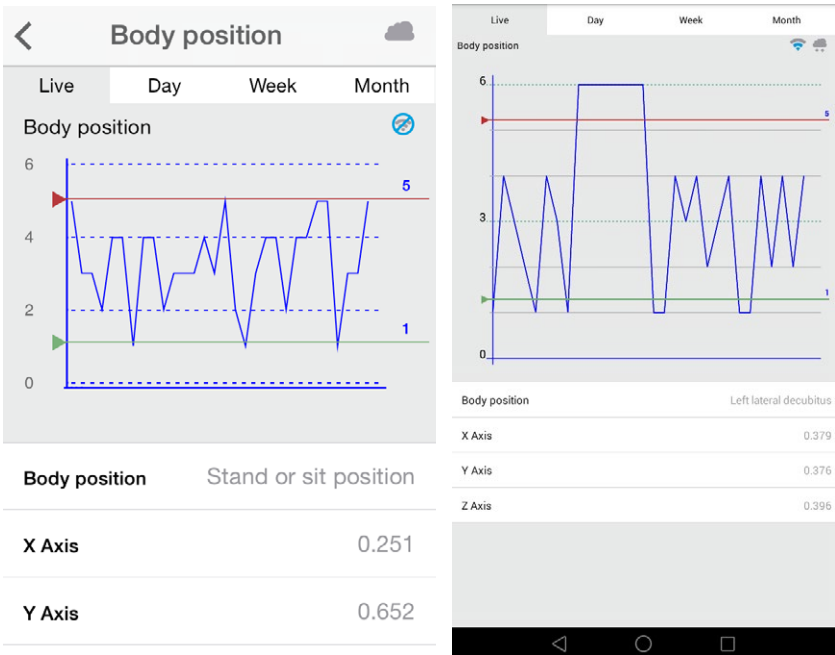 Body position
Live Day Week Month
Body position
6
5
4
2
1
0
Body position Stand or sit position
X Axis 0.251
Y Axis 0.652
Live Day Week Month
Body position
6
5
3
1
0
Body position Left lateral decubitus
X Axis 0.379
Y Axis 0.376
Z Axis 0.396